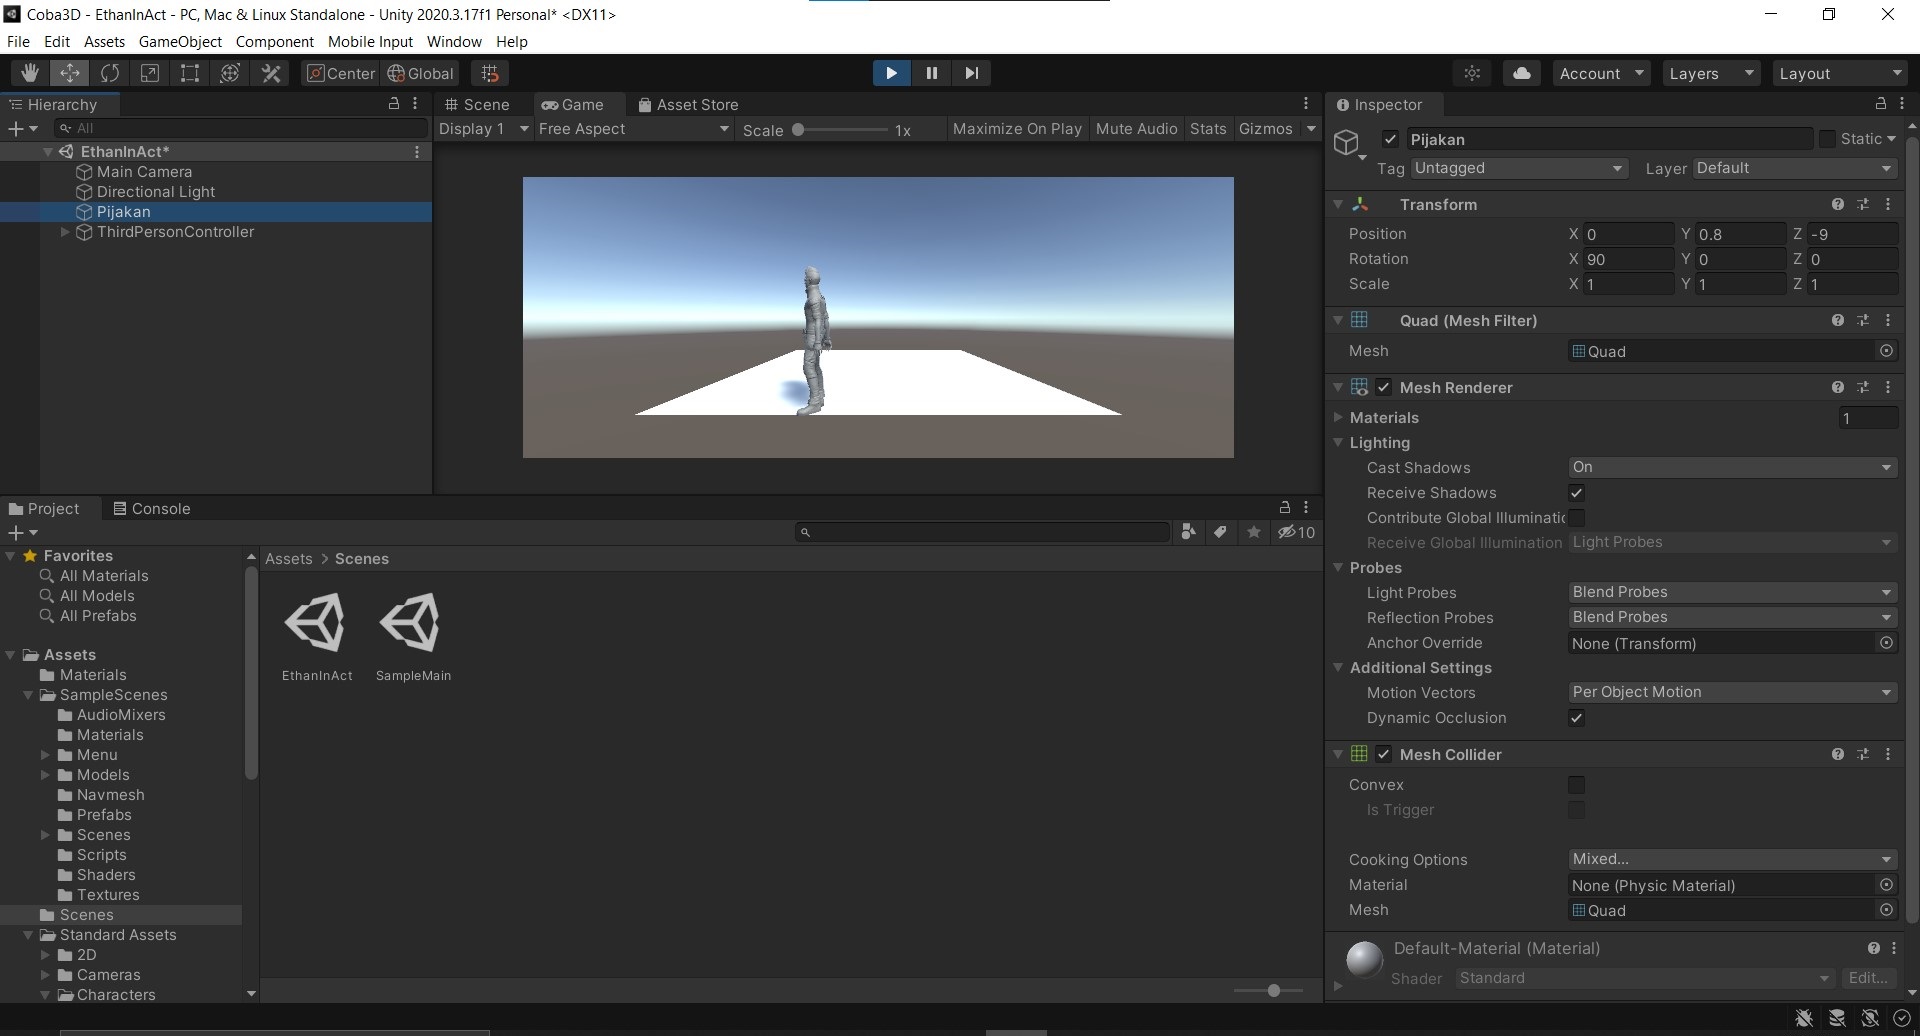 Coba3D - EthanInAct - PC, Mac & Linux Standalone - Unity 2020.3.17f1 Personal* <DX11>
File Edit Assets GameObject Component Mobile Input Window Help
Center Global Account Layers Layout
Hierarchy
All
EthanInAct*
Main Camera
Directional Light
Pijakan
ThirdPersonController
Scene Game Asset Store
Display 1 Free Aspect Scale 1x Maximize On Play Mute Audio Stats Gizmos
Project Console
10
Favorites
All Materials
All Models
All Prefabs
Assets
Materials
SampleScenes
AudioMixers
Materials
Menu
Models
Navmesh
Prefabs
Scenes
Scripts
Shaders
Textures
Scenes
Standard Assets
2D
Cameras
Characters
Assets > Scenes
EthanInAct SampleMain
Inspector
Pijakan Static
Tag Untagged Layer Default
Transform
Position X 0 Y 0.8 Z -9
Rotation X 90 Y 0 Z 0
Scale X 1 Y 1 Z 1
Quad (Mesh Filter)
Mesh Quad
Mesh Renderer
Materials 1
Lighting
Cast Shadows On
Receive Shadows
Contribute Global Illuminatic
Receive Global Illumination Light Probes
Probes
Light Probes Blend Probes
Reflection Probes Blend Probes
Anchor Override None (Transform)
Additional Settings
Motion Vectors Per Object Motion
Dynamic Occlusion
Mesh Collider
Convex
Is Trigger
Cooking Options Mixed...
Material None (Physic Material)
Mesh Quad
Default-Material (Material)
Shader Standard Edit...